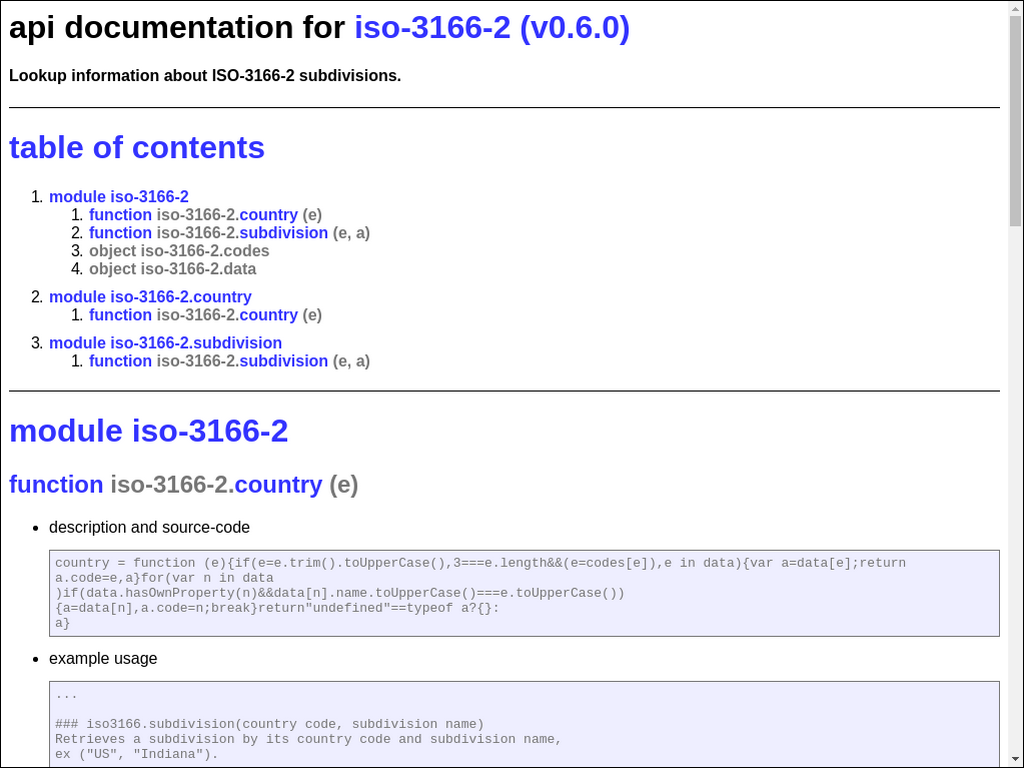 api documentation for iso-3166-2 (v0.6.0)
Lookup information about ISO-3166-2 subdivisions.
table of contents
1. module iso-3166-2
1. function iso-3166-2.country (e)
2. function iso-3166-2.subdivision (e, a)
3. object iso-3166-2.codes
4. object iso-3166-2.data
2. module iso-3166-2.country
1. function iso-3166-2.country (e)
3. module iso-3166-2.subdivision
1. function iso-3166-2.subdivision (e, a)
module iso-3166-2
function iso-3166-2.country (e)
• description and source-code
country = function (e){if(e=e.trim().toUpperCase(),3===e.length&&(e=codes[e]),e in data){var a=data[e];return
a.code=e,a}for(var n in data
)if(data.hasOwnProperty(n)&&data[n].name.toUpperCase()===e.toUpperCase())
{a=data[n],a.code=n;break}return"undefined"==typeof a?{}:
a}
• example usage
...
### iso3166.subdivision(country code, subdivision name)
Retrieves a subdivision by its country code and subdivision name,
ex ("US", "Indiana").